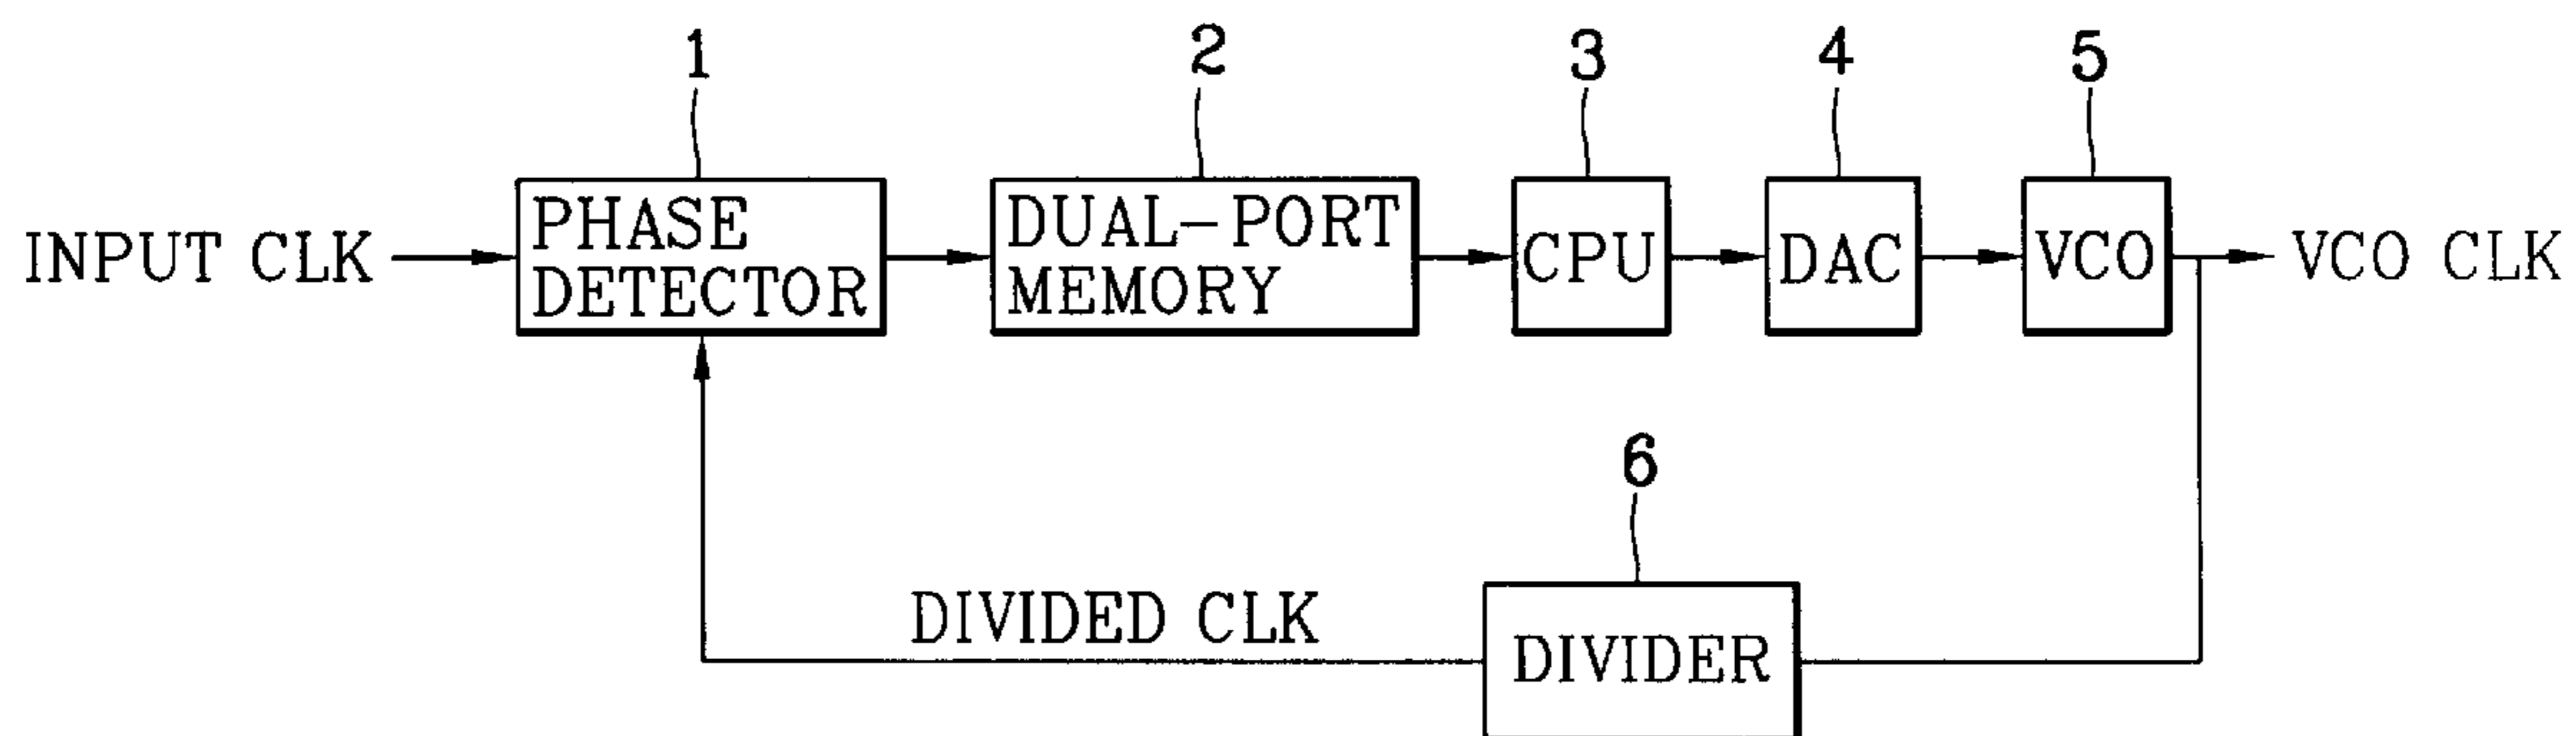 1
2
3
4
5
INPUT CLK
PHASE
DETECTOR
DUAL-PORT
MEMORY
CPU
DAC
VCO
VCO CLK
6
DIVIDED CLK
DIVIDER